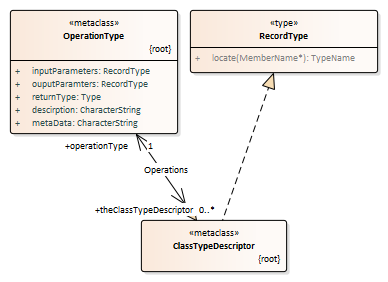 «metaclass»
OperationType
{root}
+ inputParameters: RecordType
+ ouputParamters: RecordType
+ returnType: Type
+ descirption: CharacterString
+ metaData: CharacterString
«type»
RecordType
+ locate(MemberName*): TypeName
+operationType 1
Operations
+theClassTypeDescriptor 0..*
«metaclass»
ClassTypeDescriptor
{root}